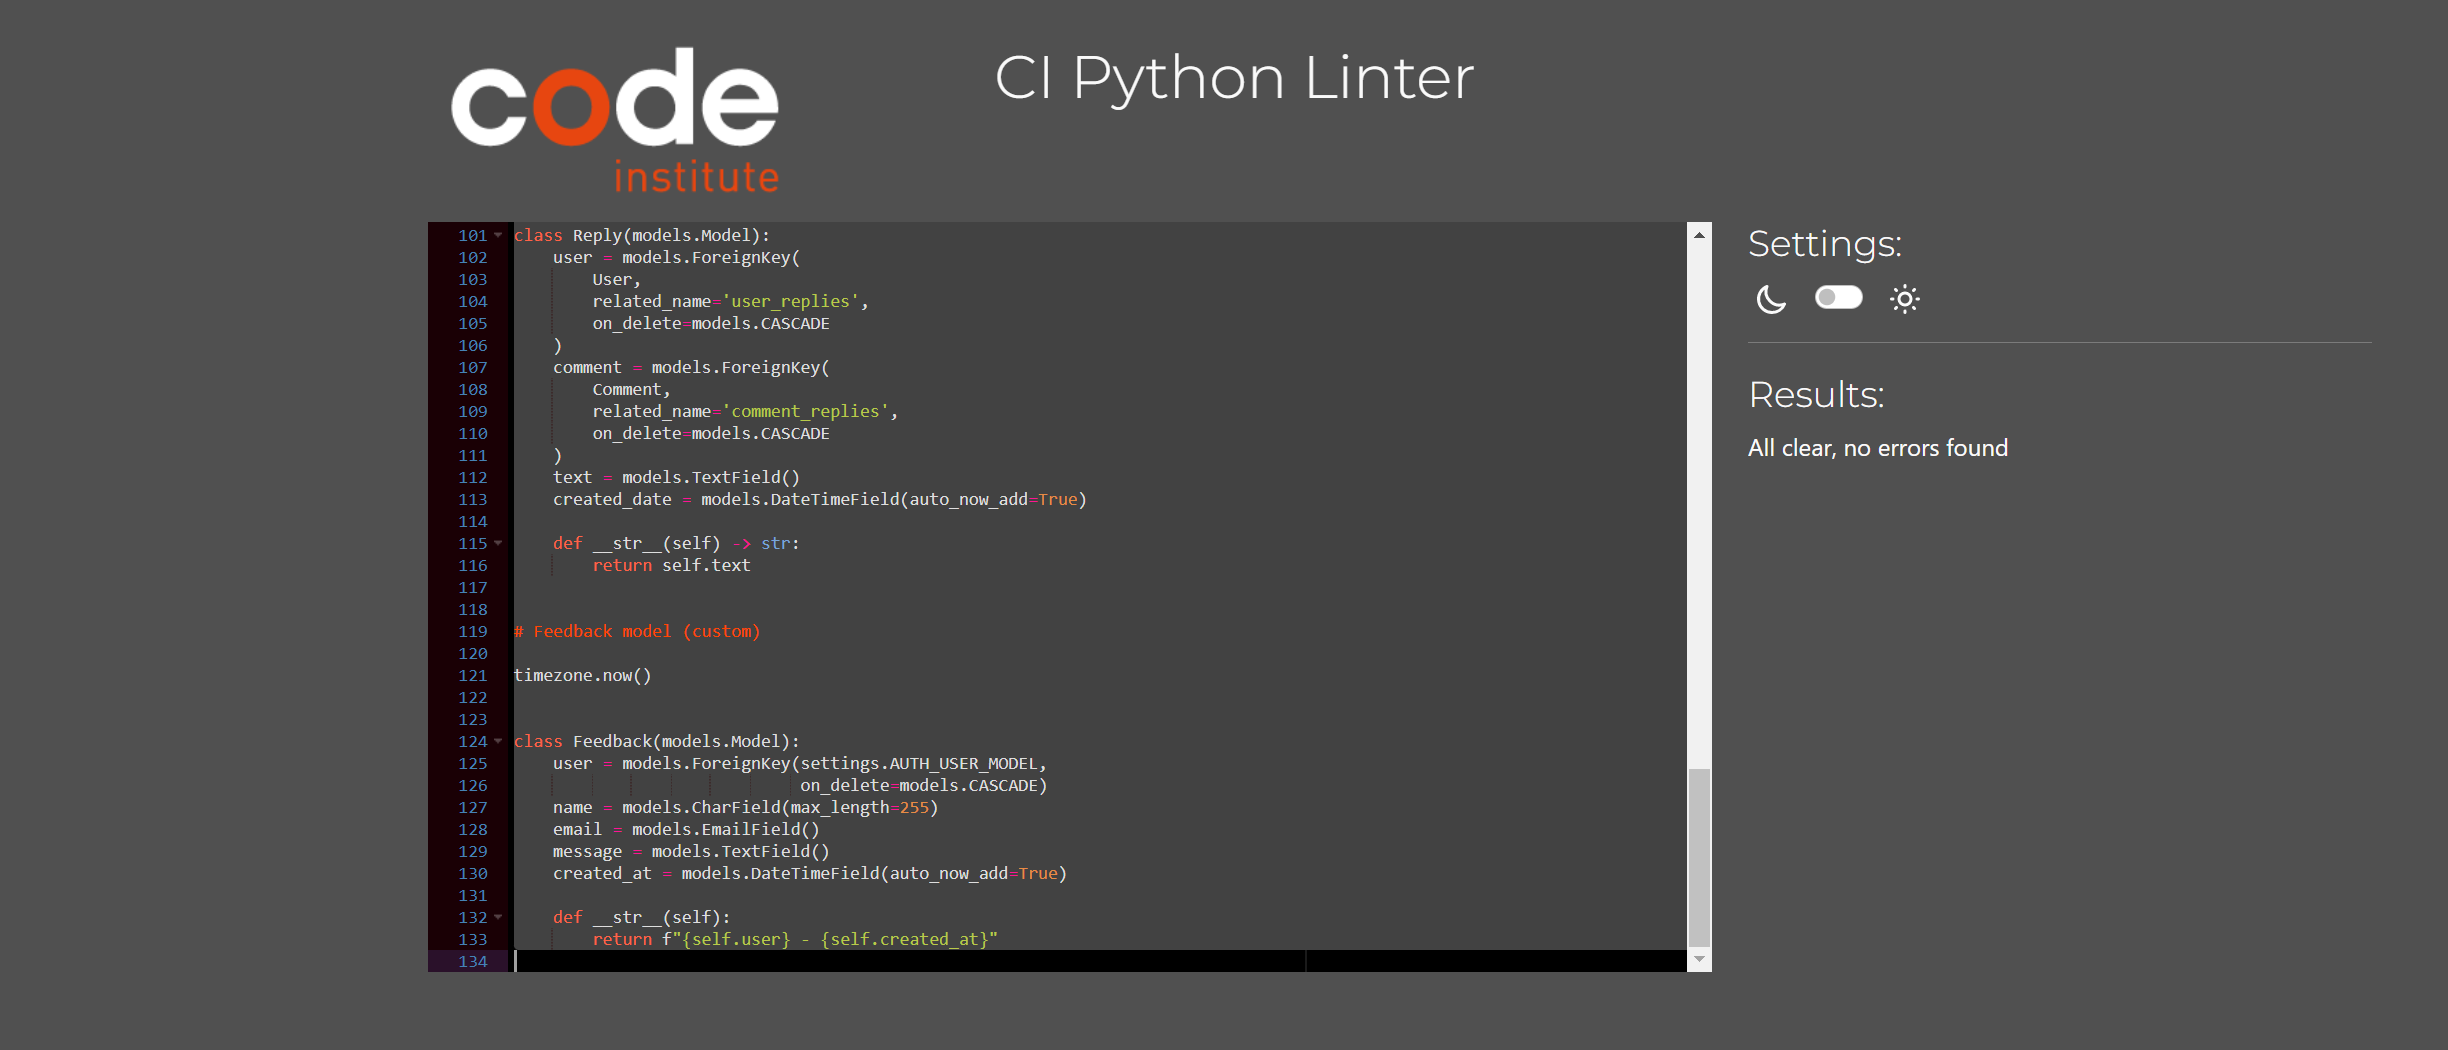 code
institute
CI Python Linter
101 class Reply(models.Model):
102     user = models.ForeignKey(
103         User,
104         related_name='user_replies',
105         on_delete=models.CASCADE
106     )
107     comment = models.ForeignKey(
108         Comment,
109         related_name='comment_replies',
110         on_delete=models.CASCADE
111     )
112     text = models.TextField()
113     created_date = models.DateTimeField(auto_now_add=True)
114
115     def __str__(self) -> str:
116         return self.text
117
118
119 # Feedback model (custom)
120
121 timezone.now()
122
123
124 class Feedback(models.Model):
125     user = models.ForeignKey(settings.AUTH_USER_MODEL,
126                              on_delete=models.CASCADE)
127     name = models.CharField(max_length=255)
128     email = models.EmailField()
129     message = models.TextField()
130     created_at = models.DateTimeField(auto_now_add=True)
131
132     def __str__(self):
133         return f"{self.user} - {self.created_at}"
134
Settings:
Results:
All clear, no errors found